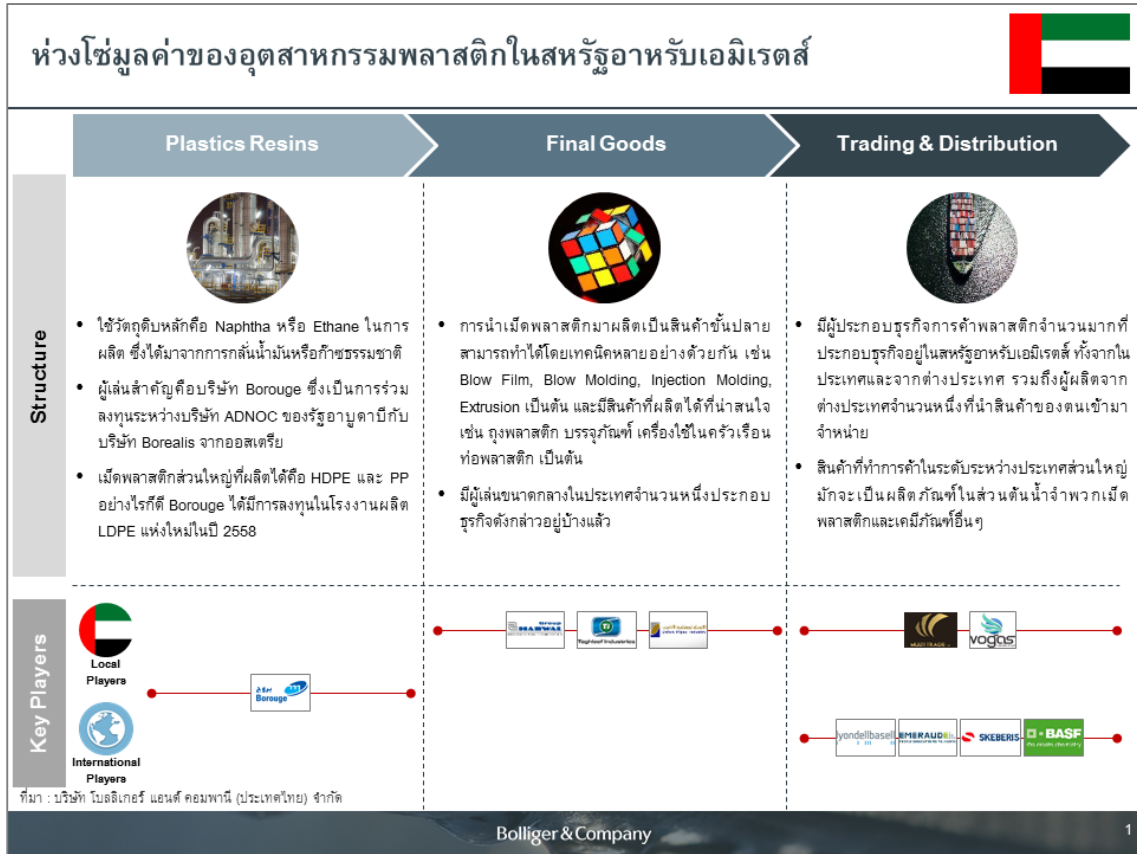 ห่วงโซ่มูลค่าของอุตสาหกรรมพลาสติกในสหรัฐอาหรับเอมิเรตส์
Plastics Resins
Final Goods
Trading & Distribution
Structure
• ใช้วัตถุดิบหลักคือ Naphtha หรือ Ethane ในการ
ผลิต ซึ่งได้มาจากการกลั่นน้ำมันหรือก๊าซธรรมชาติ
• ผู้เล่นสำคัญคือบริษัท Borouge ซึ่งเป็นการร่วม
ลงทุนระหว่างบริษัท ADNOC ของรัฐอาบูดาบีกับ
บริษัท Borealis จากออสเตรีย
• เม็ดพลาสติกส่วนใหญ่ที่ผลิตได้คือ HDPE และ PP
อย่างไรก็ดี Borouge ได้มีการลงทุนในโรงงานผลิต
LDPE แห่งใหม่ในปี 2558
• การนำเม็ดพลาสติกมาผลิตเป็นสินค้าขั้นปลาย
สามารถทำได้โดยเทคนิคหลายอย่างด้วยกัน เช่น
Blow Film, Blow Molding, Injection Molding,
Extrusion เป็นต้น และมีสินค้าที่ผลิตได้ที่น่าสนใจ
เช่น ถุงพลาสติก บรรจุภัณฑ์ เครื่องใช้ในครัวเรือน
ท่อพลาสติก เป็นต้น
• มีผู้เล่นขนาดกลางในประเทศจำนวนหนึ่งประกอบ
ธุรกิจดังกล่าวอยู่บ้างแล้ว
• มีผู้ประกอบธุรกิจการค้าพลาสติกจำนวนมากที่
ประกอบธุรกิจอยู่ในสหรัฐอาหรับเอมิเรตส์ ทั้งจากใน
ประเทศและจากต่างประเทศ รวมถึงผู้ผลิตจาก
ต่างประเทศจำนวนหนึ่งที่นำสินค้าของตนเข้ามา
จำหน่าย
• สินค้าที่ทำการค้าในระดับระหว่างประเทศส่วนใหญ่
มักจะเป็นผลิตภัณฑ์ในส่วนต้นน้ำจำพวกเม็ด
พลาสติกและเคมีภัณฑ์อื่นๆ
Key Players
Local
Players
International
Players
Borouge
Group
Taghleef Industries
MULTI TRADE
vogas
lyondellbasell
EMERAUDE
SKEBERIS
BASF
ที่มา : บริษัท โบลลิเกอร์ แอนด์ คอมพานี (ประเทศไทย) จำกัด
Bolliger & Company
1